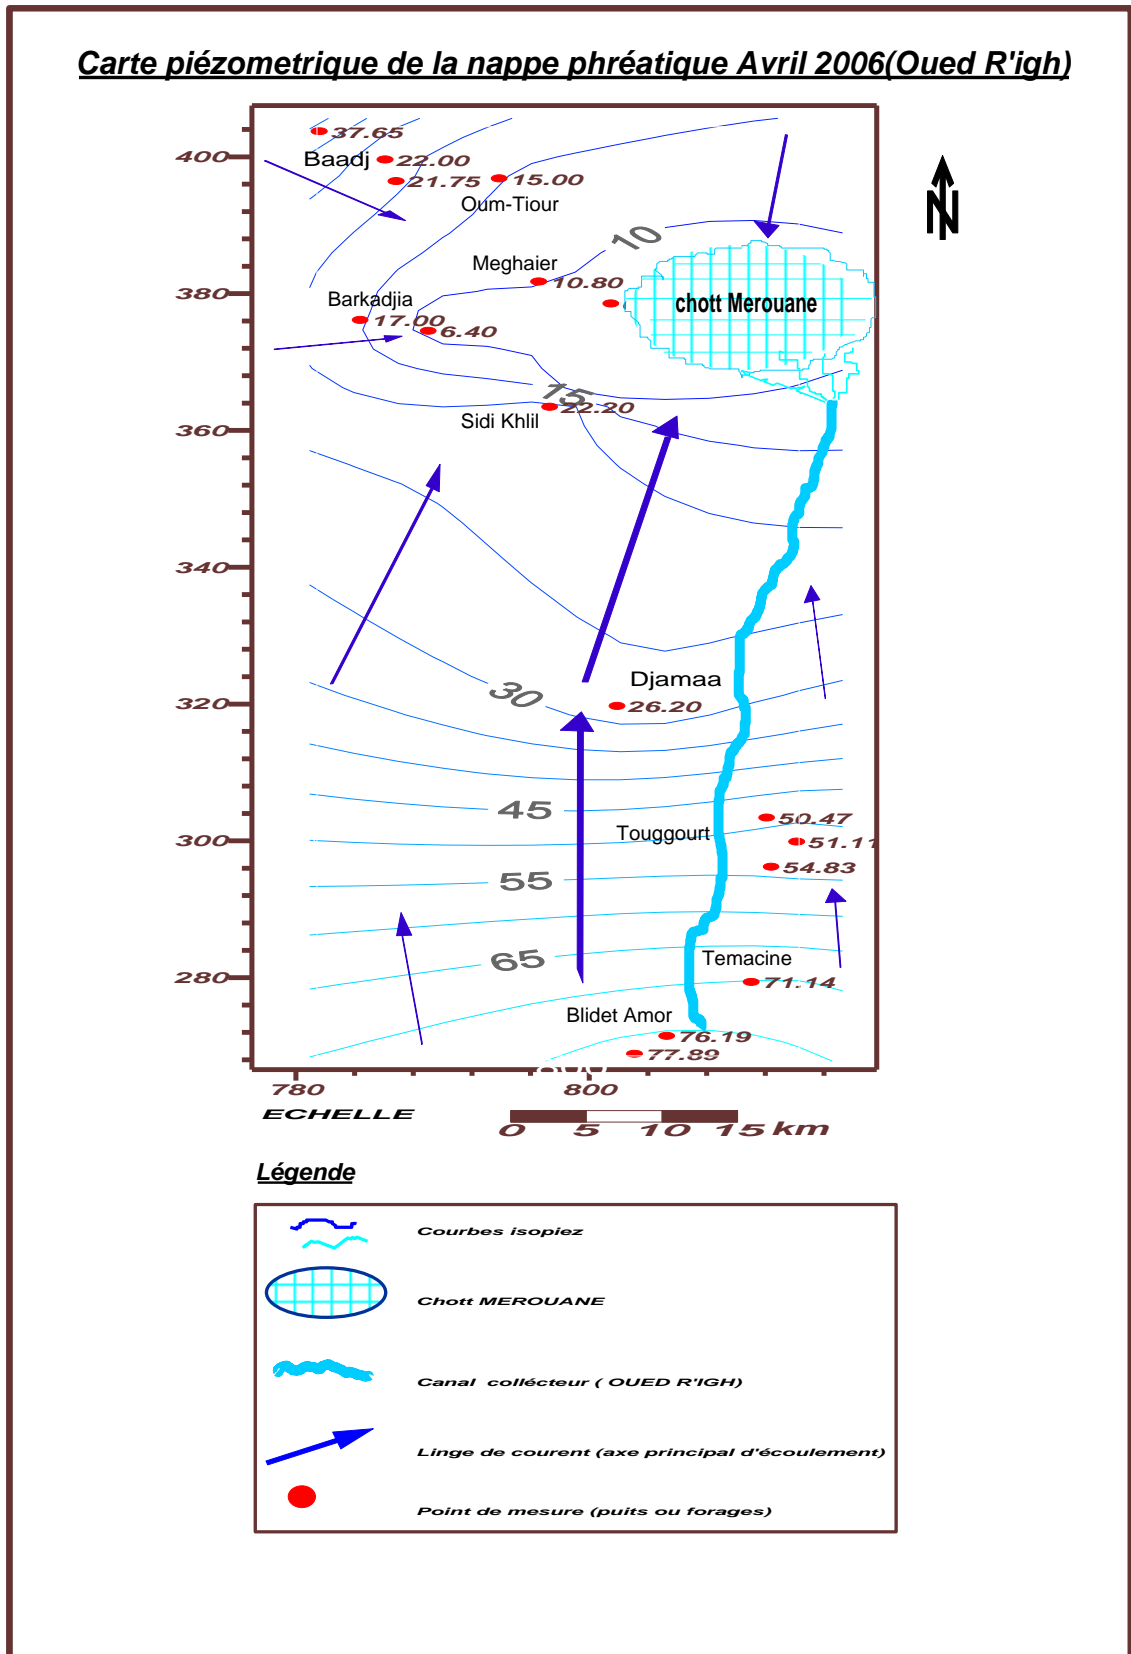 Carte piézometrique de la nappe phréatique Avril 2006(Oued R'igh)
37.65
400
Baadj
22.00
21.75
15.00
Oum-Tiour
N
10
Meghaier
10.80
380
Barkadjia
17.00
6.40
chott Merouane
15
22.20
Sidi Khlil
360
340
Djamaa
30
320
26.20
45
50.47
Touggourt
300
51.11
54.83
55
65
Temacine
280
71.14
Blidet Amor
76.19
77.89
800
780
800
ECHELLE
0 5 10 15 km
Légende
Courbes isopiez
Chott MEROUANE
Canal collécteur ( OUED R'IGH)
Linge de courent (axe principal d'écoulement)
Point de mesure (puits ou forages)